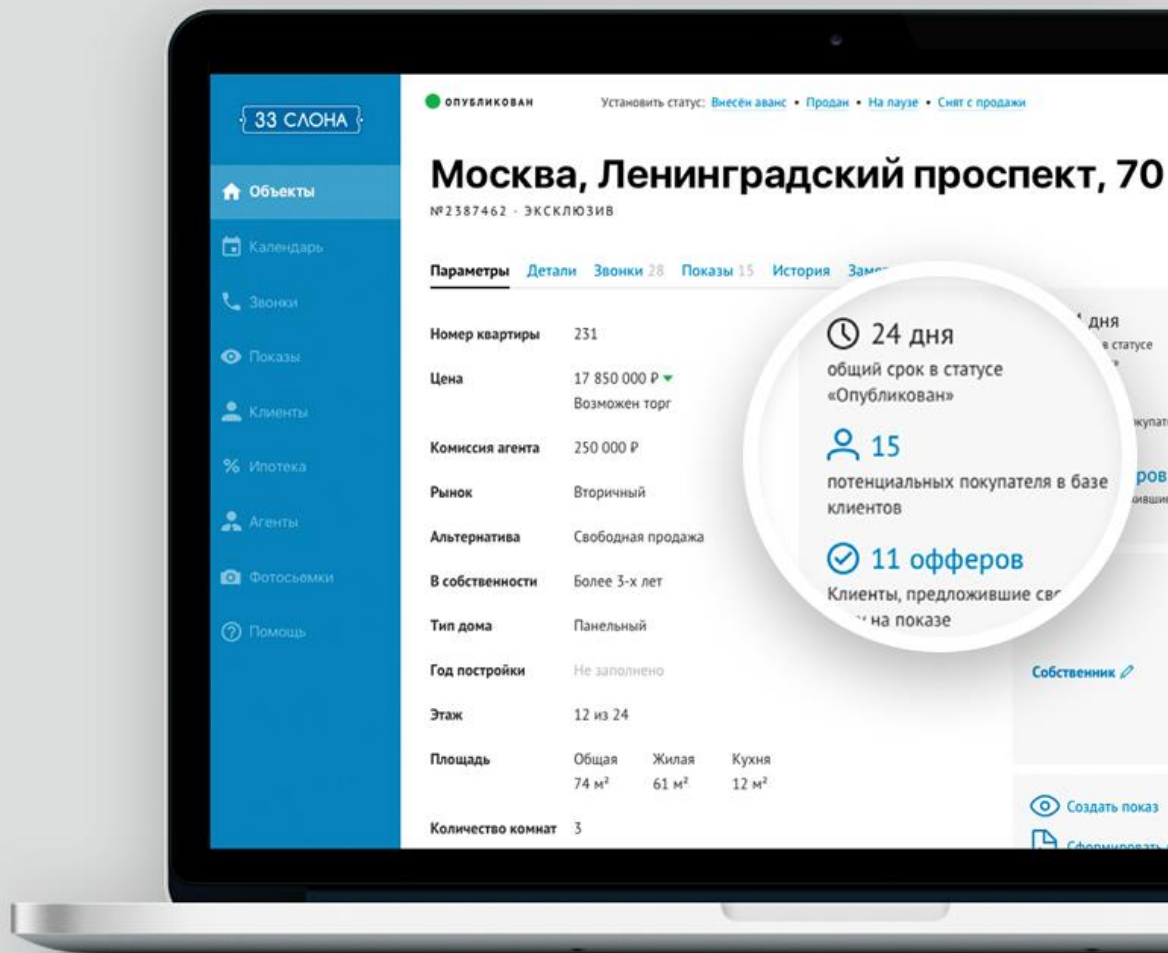 33 СЛОНА
Объекты
Календарь
Звонки
Показы
Клиенты
Ипотека
Агенты
Фотосъемки
Помощь
ОПУБЛИКОВАН
Установить статус: Внесён аванс • Продан • На паузе • Снят с продажи
Москва, Ленинградский проспект, 70
№2387462 · ЭКСКЛЮЗИВ
Параметры Детали Звонки 28 Показы 15 История
Номер квартиры 231
Цена 17 850 000 ₽
Возможен торг
Комиссия агента 250 000 ₽
Рынок Вторичный
Альтернатива Свободная продажа
В собственности Более 3-х лет
Тип дома Панельный
Год постройки Не заполнено
Этаж 12 из 24
Площадь Общая Жилая Кухня
74 м² 61 м² 12 м²
Количество комнат 3
24 дня
общий срок в статусе
«Опубликован»
15
потенциальных покупателя в базе
клиентов
11 офферов
Клиенты, предложившие
на показе
дня
в статусе
Собственник
Создать показ
Сформировать